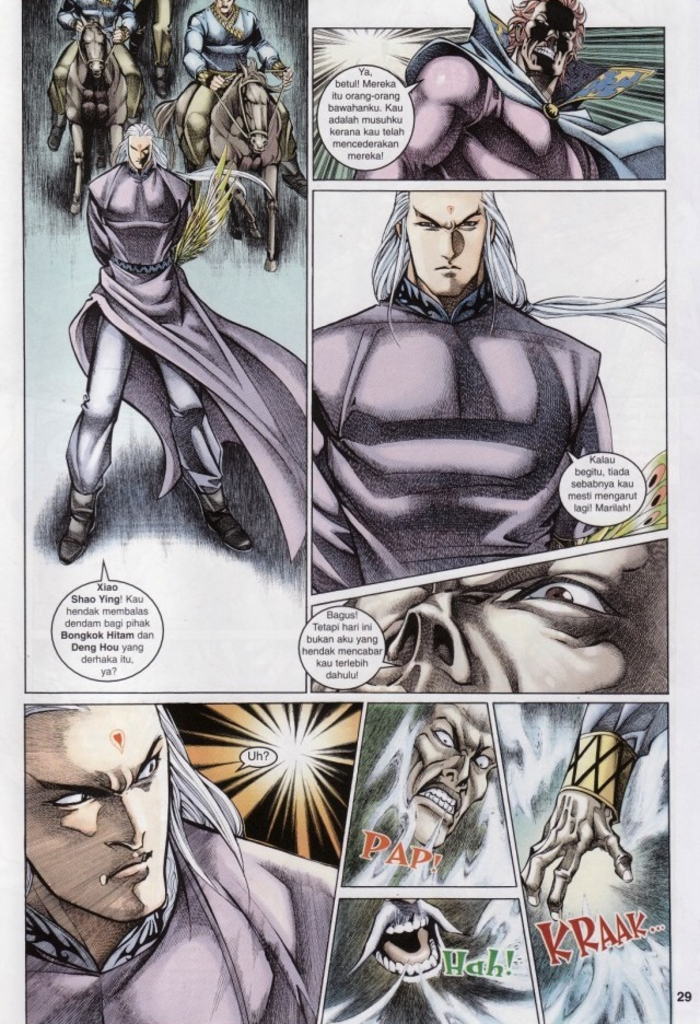 Xiao
Shao Ying! Kau
hendak membalas
dendam bagi pihak
Bongkok Hitam dan
Deng Hou yang
derhaka itu,
ya?
Ya,
betul! Mereka
itu orang-orang
bawahanku. Kau
adalah musuhku
kerana kau telah
mencederakan
mereka!
Kalau
begitu, tiada
sebabnya kau
mesti mengarut
lagi! Marilah!
Bagus!
Tetapi hari ini
bukan aku yang
hendak mencabar
kau terlebih
dahulu!
Uh?
PAP!
Hah!
KRAAK...
29